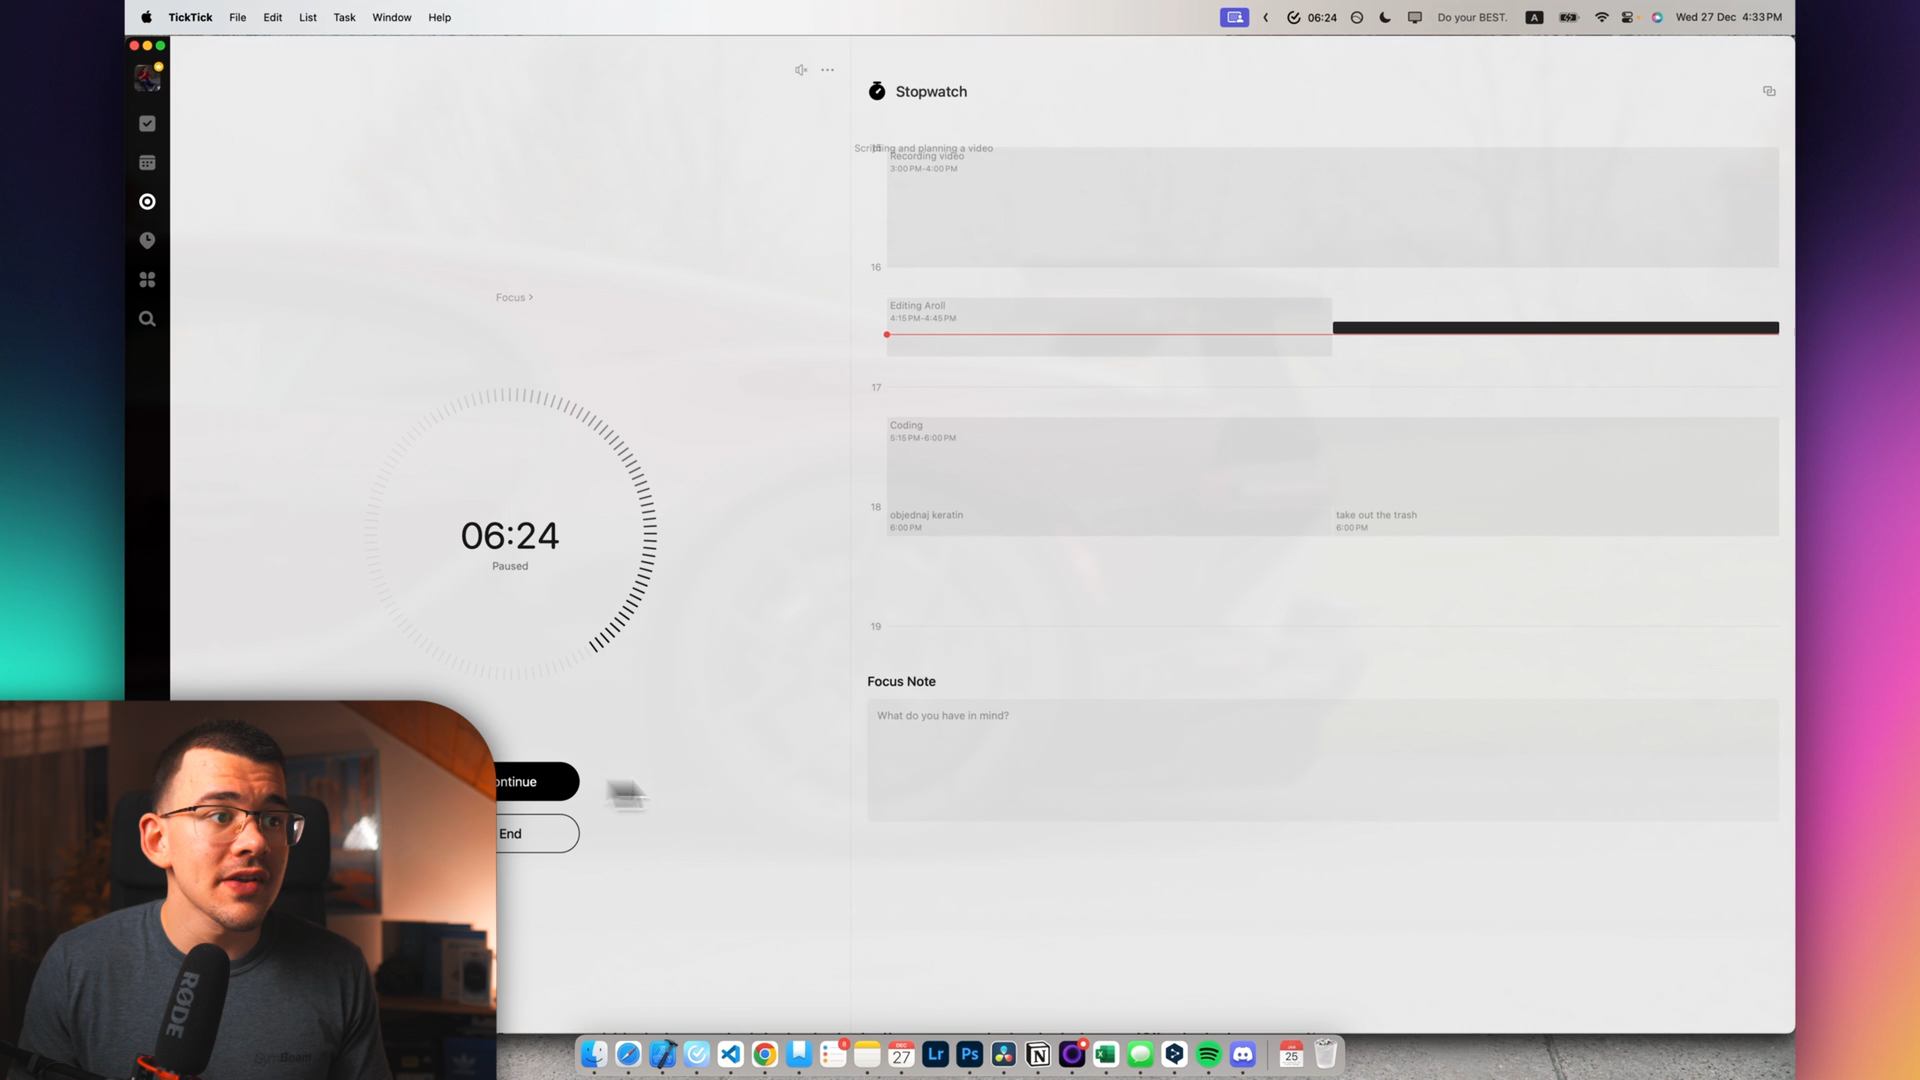 TickTick File Edit List Task Window Help
06:24 Do your BEST. A Wed 27 Dec 4:33 PM
Stopwatch
Scripting and planning a video
15
Recording video
3:00 PM-4:00 PM
16
Focus >
Editing Aroll
4:15 PM-4:45 PM
17
Coding
5:15 PM-6:00 PM
18
objednaj keratin
6:00 PM
take out the trash
6:00 PM
06:24
Paused
19
Focus Note
What do you have in mind?
ontinue
End
RØDE
8
DEC
27
Lr
Ps
N
25